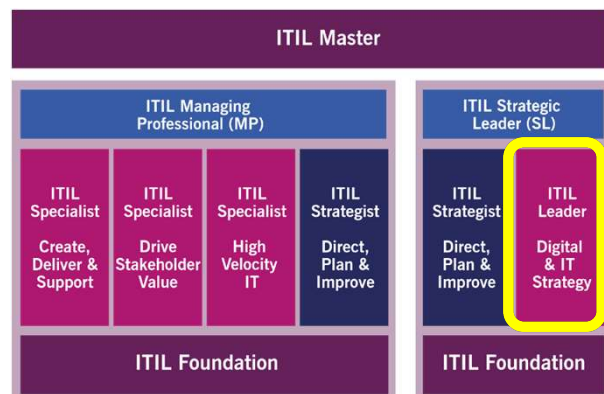 ITIL Master
ITIL Managing
Professional (MP)
ITIL
Specialist
Create,
Deliver &
Support
ITIL
Specialist
Drive
Stakeholder
Value
ITIL
Specialist
High
Velocity
IT
ITIL
Strategist
Direct,
Plan &
Improve
ITIL Foundation
ITIL Strategic
Leader (SL)
ITIL
Strategist
Direct,
Plan &
Improve
ITIL
Leader
Digital
& IT
Strategy
ITIL Foundation